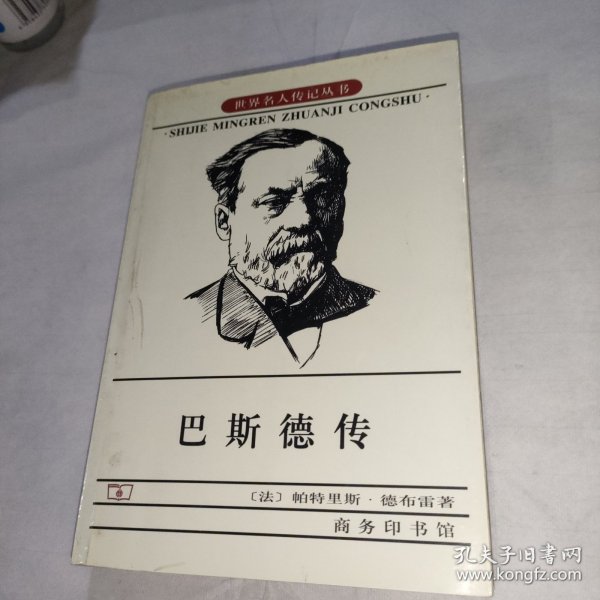 世界名人传记丛书
·SHIJIE MINGREN ZHUANJI CONGSHU·
巴斯德传
〔法〕帕特里斯·德布雷著
商务印书馆
孔夫子旧书网
www.kongfz.com